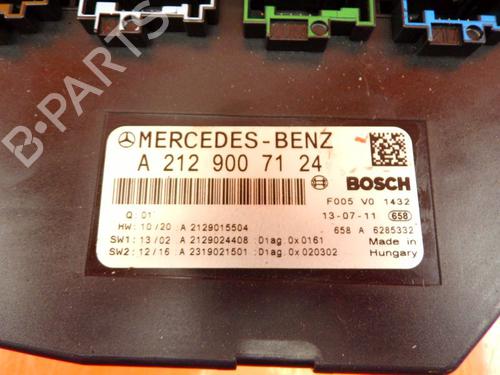 B-PARTS
MERCEDES-BENZ
A 212 900 71 24
BOSCH
Q: 01
F005 V0 1432
13-07-11 658
HW: 10/20 A 2129015504
658 A 6285332
SW1: 13/02 A 2129024408 Diag:0x0161
Made in
SW2: 12/16 A 2319021501 Diag:0x020302
Hungary